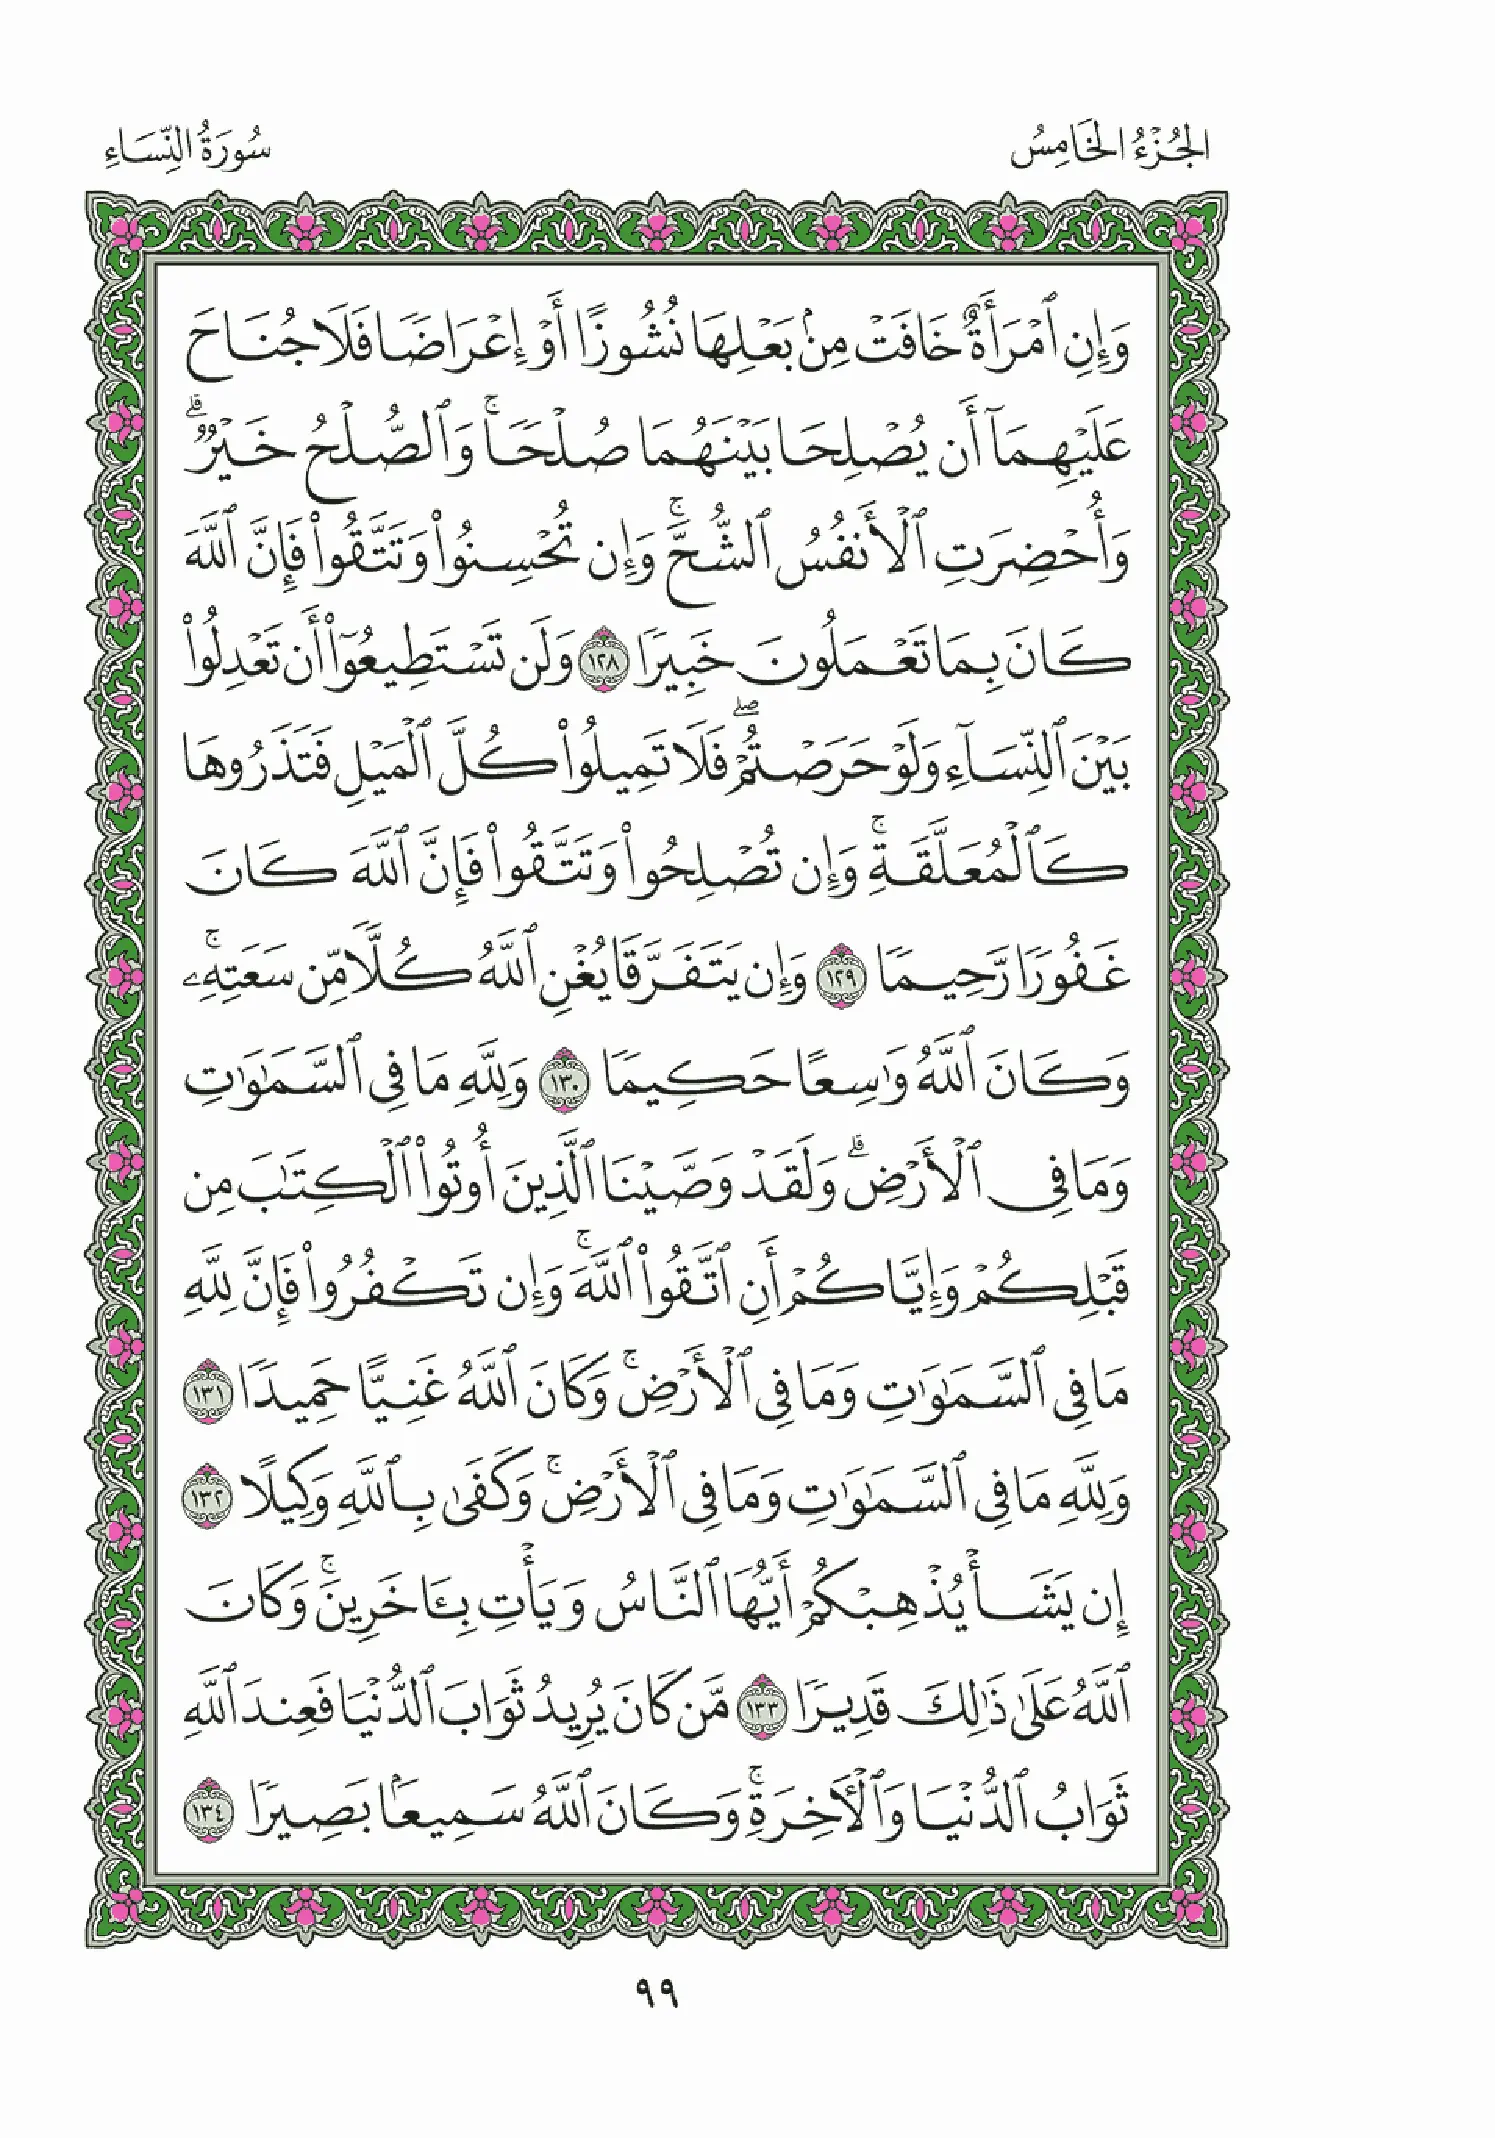 الجُزْءُ الخَامِسُ
سُورَةُ النِّسَاءِ
وَإِنِ ٱمْرَأَةٌ خَافَتْ مِنۢ بَعْلِهَا نُشُوزًا أَوْ إِعْرَاضًا فَلَا جُنَاحَ
عَلَيْهِمَآ أَن يُصْلِحَا بَيْنَهُمَا صُلْحًاۚ وَٱلصُّلْحُ خَيْرٌۗ
وَأُحْضِرَتِ ٱلْأَنفُسُ ٱلشُّحَّۚ وَإِن تُحْسِنُوا۟ وَتَتَّقُوا۟ فَإِنَّ ٱللَّهَ
كَانَ بِمَا تَعْمَلُونَ خَبِيرًا ١٢٨ وَلَن تَسْتَطِيعُوٓا۟ أَن تَعْدِلُوا۟
بَيْنَ ٱلنِّسَآءِ وَلَوْ حَرَصْتُمْۖ فَلَا تَمِيلُوا۟ كُلَّ ٱلْمَيْلِ فَتَذَرُوهَا
كَٱلْمُعَلَّقَةِۚ وَإِن تُصْلِحُوا۟ وَتَتَّقُوا۟ فَإِنَّ ٱللَّهَ كَانَ
غَفُورًا رَّحِيمًا ١٢٩ وَإِن يَتَفَرَّقَا يُغْنِ ٱللَّهُ كُلًّا مِّن سَعَتِهِۦۚ
وَكَانَ ٱللَّهُ وَٰسِعًا حَكِيمًا ١٣٠ وَلِلَّهِ مَا فِى ٱلسَّمَٰوَٰتِ
وَمَا فِى ٱلْأَرْضِۗ وَلَقَدْ وَصَّيْنَا ٱلَّذِينَ أُوتُوا۟ ٱلْكِتَٰبَ مِن
قَبْلِكُمْ وَإِيَّاكُمْ أَنِ ٱتَّقُوا۟ ٱللَّهَۚ وَإِن تَكْفُرُوا۟ فَإِنَّ لِلَّهِ
مَا فِى ٱلسَّمَٰوَٰتِ وَمَا فِى ٱلْأَرْضِۚ وَكَانَ ٱللَّهُ غَنِيًّا حَمِيدًا ١٣١
وَلِلَّهِ مَا فِى ٱلسَّمَٰوَٰتِ وَمَا فِى ٱلْأَرْضِۚ وَكَفَىٰ بِٱللَّهِ وَكِيلًا ١٣٢
إِن يَشَأْ يُذْهِبْكُمْ أَيُّهَا ٱلنَّاسُ وَيَأْتِ بِـَٔاخَرِينَۚ وَكَانَ
ٱللَّهُ عَلَىٰ ذَٰلِكَ قَدِيرًا ١٣٣ مَّن كَانَ يُرِيدُ ثَوَابَ ٱلدُّنْيَا فَعِندَ ٱللَّهِ
ثَوَابُ ٱلدُّنْيَا وَٱلْـَٔاخِرَةِۚ وَكَانَ ٱللَّهُ سَمِيعًۢا بَصِيرًا ١٣٤
٩٩